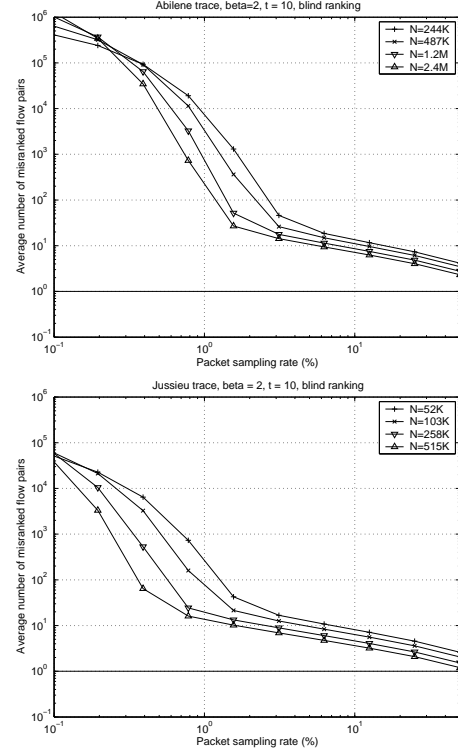 Abilene trace, beta=2, t = 10, blind ranking
10^6
10^5
10^4
10^3
10^2
10^1
10^0
10^-1
Average number of misranked flow pairs
N=244K
N=487K
N=1.2M
N=2.4M
10^-1
10^0
10^1
Packet sampling rate (%)
Jussieu trace, beta = 2, t = 10, blind ranking
10^6
10^5
10^4
10^3
10^2
10^1
10^0
10^-1
Average number of misranked flow pairs
N=52K
N=103K
N=258K
N=515K
10^-1
10^0
10^1
Packet sampling rate (%)